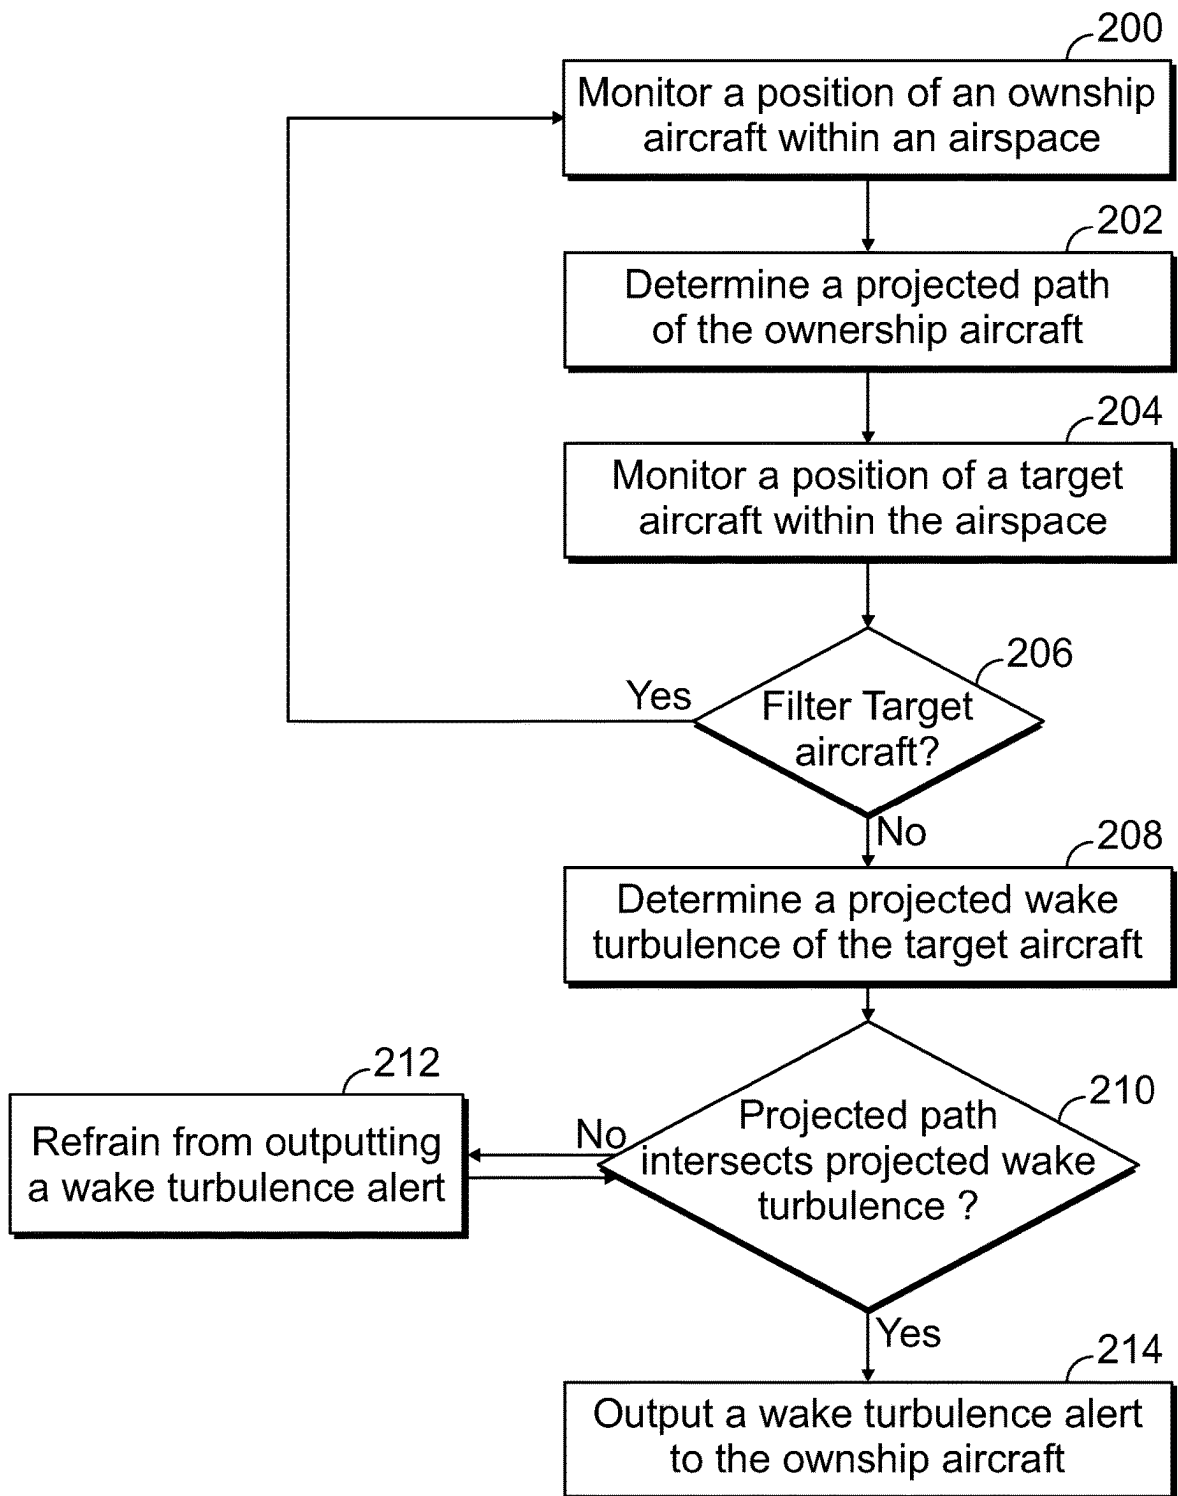 200
Monitor a position of an ownship
aircraft within an airspace
202
Determine a projected path
of the ownership aircraft
204
Monitor a position of a target
aircraft within the airspace
206
Yes
Filter Target
aircraft?
No
208
Determine a projected wake
turbulence of the target aircraft
212
Refrain from outputting
a wake turbulence alert
No
210
Projected path
intersects projected wake
turbulence ?
Yes
214
Output a wake turbulence alert
to the ownship aircraft